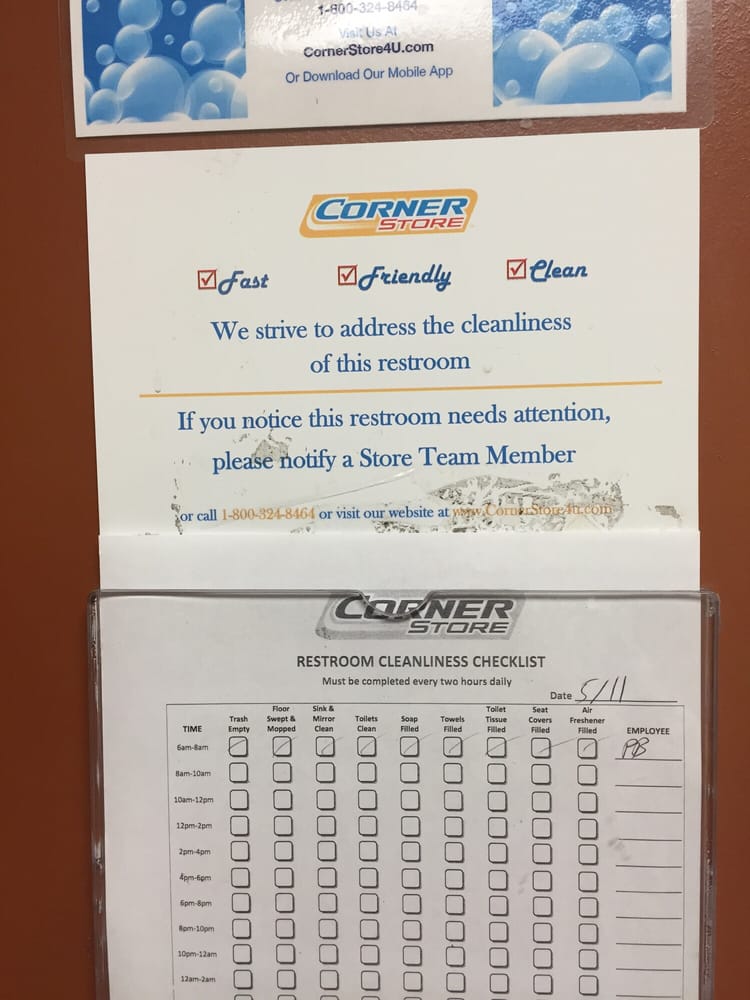 1-800-324-8464
Visit Us At
CornerStore4U.com
Or Download Our Mobile App
CORNER
STORE
Fast Friendly Clean
We strive to address the cleanliness
of this restroom
If you notice this restroom needs attention,
please notify a Store Team Member
or call 1-800-324-8464 or visit our website at www.CornerStore4u.com
CORNER
STORE
RESTROOM CLEANLINESS CHECKLIST
Must be completed every two hours daily
Date 5/11
TIME Trash Empty Floor Swept & Mopped Sink & Mirror Clean Toilets Clean Soap Filled Towels Filled Toilet Tissue Filled Seat Covers Filled Air Freshener Filled EMPLOYEE
6am-8am PB
8am-10am
10am-12pm
12pm-2pm
2pm-4pm
4pm-6pm
6pm-8pm
8pm-10pm
10pm-12am
12am-2am